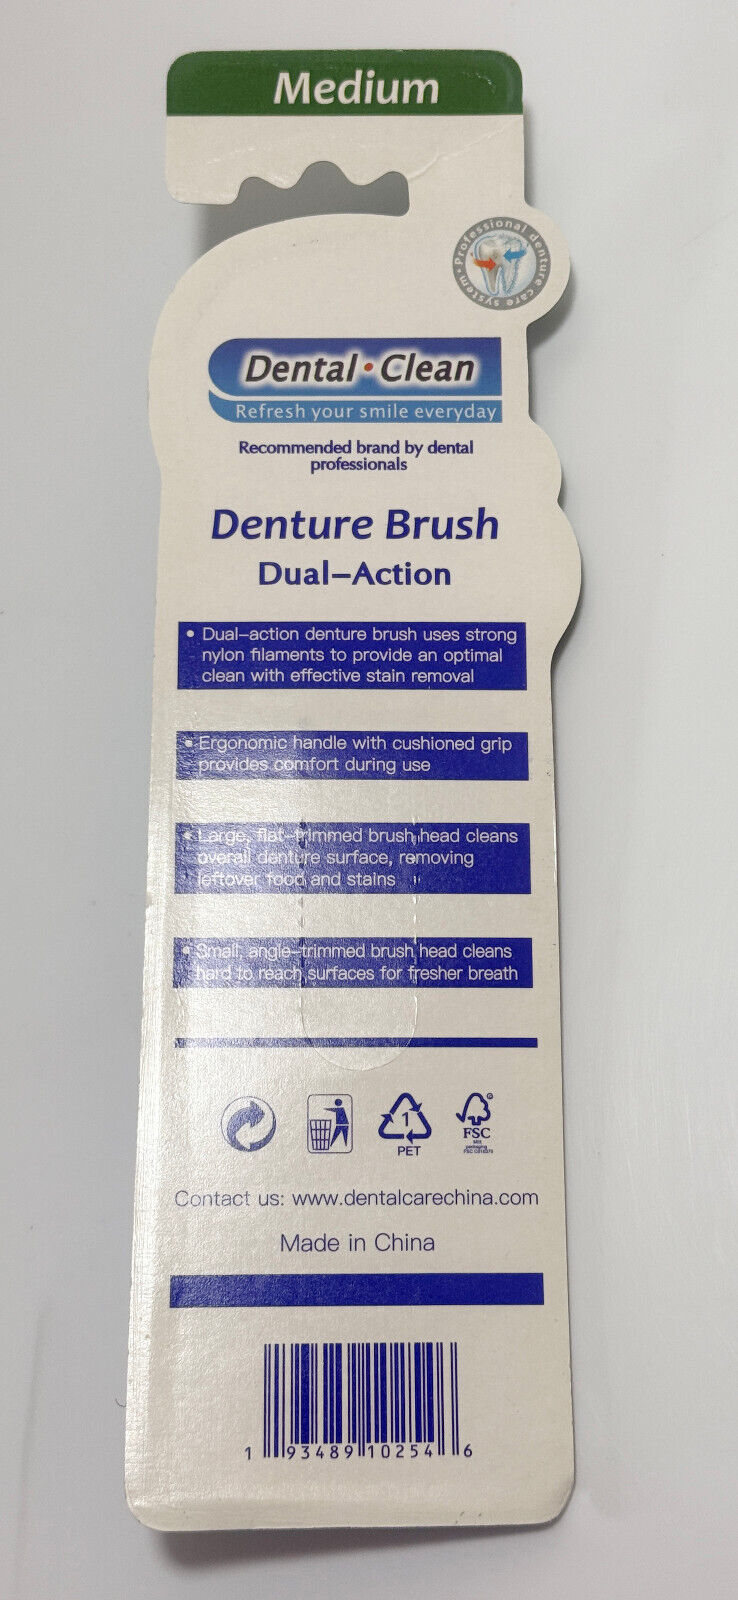 Medium
Professional denture care system
Dental • Clean
Refresh your smile everyday
Recommended brand by dental
professionals
Denture Brush
Dual-Action
• Dual-action denture brush uses strong
nylon filaments to provide an optimal
clean with effective stain removal
• Ergonomic handle with cushioned grip
provides comfort during use
• Large, flat-trimmed brush head cleans
overall denture surface, removing
leftover food and stains
• Small, angle-trimmed brush head cleans
hard to reach surfaces for fresher breath
1
PET
FSC
MIX
packaging
Contact us: www.dentalcarechina.com
Made in China
1 93489 10254 6